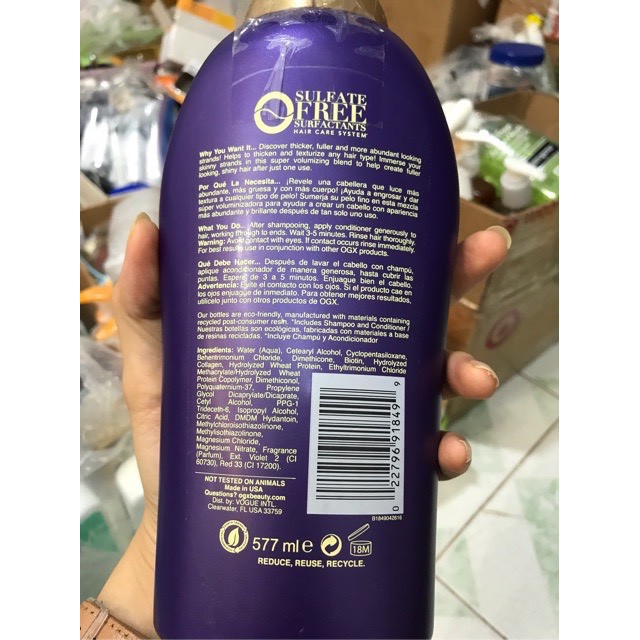 SULFATE
FREE
SURFACTANTS
HAIR CARE SYSTEM*
Why You Want It... Discover thicker, fuller and more abundant looking
strands! Helps to thicken and texturize any hair type! Immerse your
skinny strands in this super volumizing blend to help create fuller
looking, shiny hair after just one use.
Por Qué La Necesita... ¡Revele una cabellera que luce más
abundante, más gruesa y con más cuerpo! ¡Ayuda a engrosar y dar
textura a cualquier tipo de pelo! Sumerja su pelo fino en esta mezcla
súper voluminizadora para ayudar a crear un cabello con apariencia
más abundante y brillante después de tan solo uno uso.
What You Do... After shampooing, apply conditioner generously to
hair, working through to ends. Wait 3-5 minutes. Rinse hair thoroughly.
Warning: Avoid contact with eyes. If contact occurs rinse immediately.
For best results use in conjunction with other OGX products.
Qué Debe Hacer... Después de lavar el cabello con champú,
aplique acondicionador de manera generosa, hasta cubrir las
puntas. Espere de 3 a 5 minutos. Enjuague bien el cabello.
Advertencia: Evite el contacto con los ojos. Si el producto cae en
los ojos enjuague de inmediato. Para obtener mejores resultados,
utilícelo junto con otros productos de OGX.
Our bottles are eco-friendly, manufactured with materials containing
recycled post-consumer resin. *Includes Shampoo and Conditioner /
Nuestras botellas son ecológicas, fabricadas con materiales a base
de resinas recicladas. *Incluye Champú y Acondicionador
Ingredients: Water (Aqua), Cetearyl Alcohol, Cyclopentasiloxane,
Behentrimonium Chloride, Dimethicone, Biotin, Hydrolyzed
Collagen, Hydrolyzed Wheat Protein, Ethyltrimonium Chloride
Methacrylate/Hydrolyzed Wheat
Protein Copolymer, Dimethiconol,
Polyquaternium-37, Propylene
Glycol Dicaprylate/Dicaprate,
Cetyl Alcohol, PPG-1
Trideceth-6, Isopropyl Alcohol,
Citric Acid, DMDM Hydantoin,
Methylchloroisothiazolinone,
Methylisothiazolinone,
Magnesium Chloride,
Magnesium Nitrate, Fragrance
(Parfum), Ext. Violet 2 (CI
60730), Red 33 (CI 17200).
0 22796 91849 9
B1849042616
NOT TESTED ON ANIMALS
Made in USA
Questions? ogxbeauty.com
Dist. by: VOGUE INTL.
Clearwater, FL USA 33759
577 ml e
18M
REDUCE, REUSE, RECYCLE.